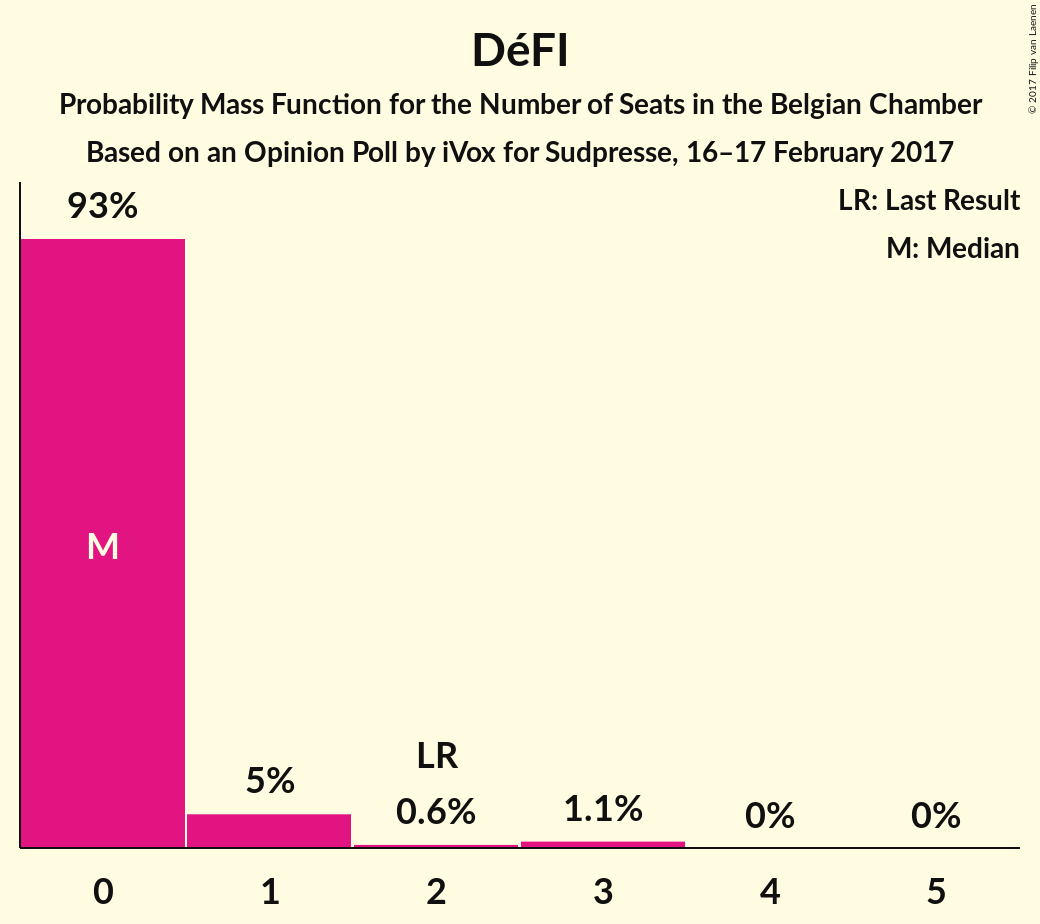 DéFI
Probability Mass Function for the Number of Seats in the Belgian Chamber
Based on an Opinion Poll by iVox for Sudpresse, 16–17 February 2017
© 2017 Filip van Laenen
LR: Last Result
M: Median
93%
M
5%
LR
0.6%
1.1%
0%
0%
0 1 2 3 4 5